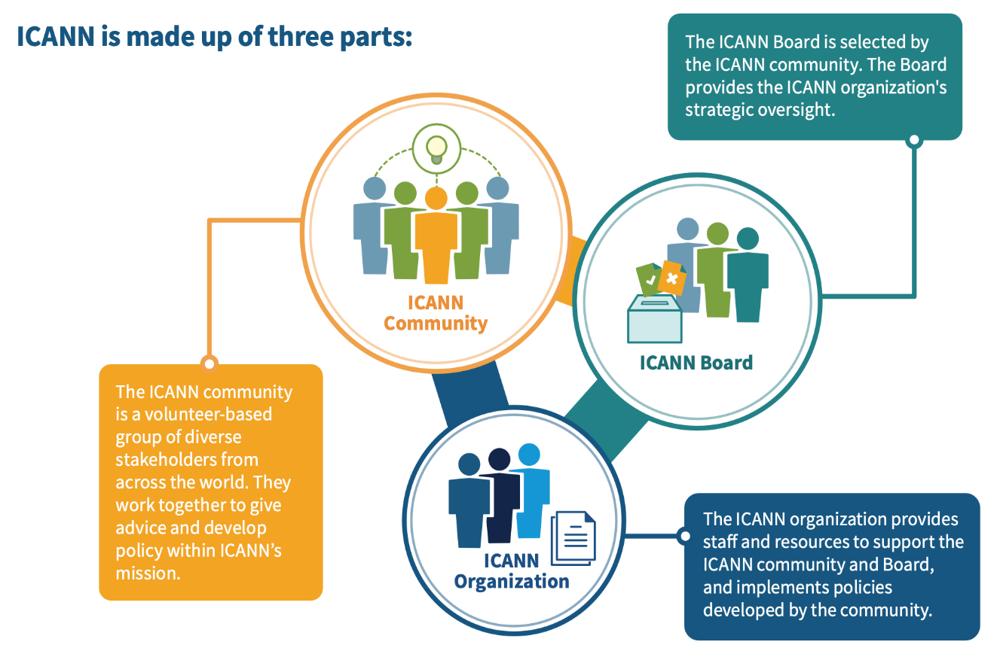 ICANN is made up of three parts:
The ICANN Board is selected by
the ICANN community. The Board
provides the ICANN organization's
strategic oversight.
ICANN
Community
ICANN Board
The ICANN community
is a volunteer-based
group of diverse
stakeholders from
across the world. They
work together to give
advice and develop
policy within ICANN’s
mission.
ICANN
Organization
The ICANN organization provides
staff and resources to support the
ICANN community and Board,
and implements policies
developed by the community.